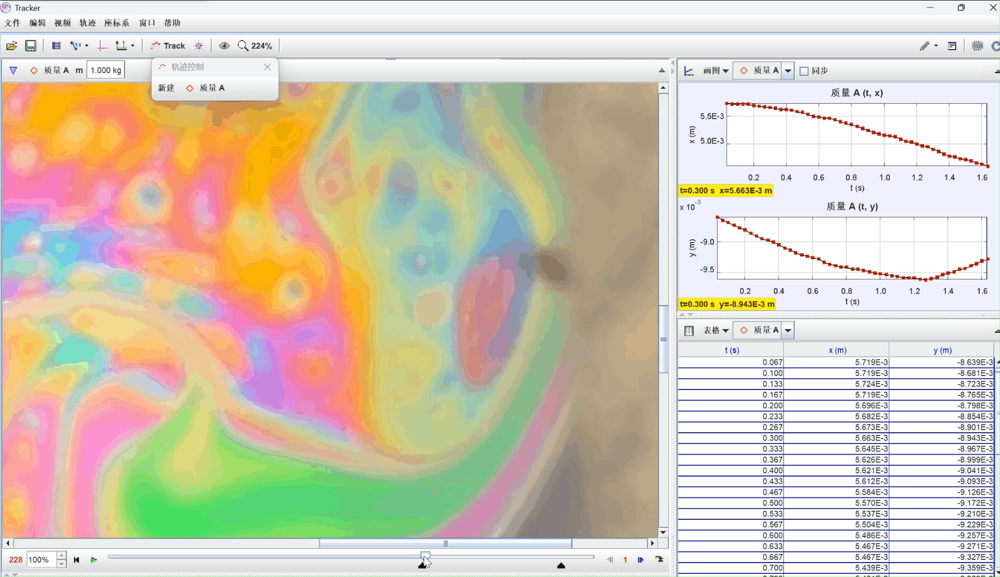 Tracker
文件 编辑 视频 轨迹 座标系 窗口 帮助
Track 224%
质量 A m 1.000 kg
轨迹控制
新建 质量 A
画图 质量 A 同步
质量 A (t, x)
x (m)
5.5E-3
5.0E-3
0.2 0.4 0.6 0.8 1.0 1.2 1.4 1.6
t (s)
t=0.300 s x=5.663E-3 m
x 10-3
质量 A (t, y)
y (m)
-9.0
-9.5
0.2 0.4 0.6 0.8 1.0 1.2 1.4 1.6
t (s)
t=0.300 s y=-8.943E-3 m
表格 质量 A
t (s) x (m) y (m)
0.067 5.719E-3 -8.639E-3
0.100 5.719E-3 -8.681E-3
0.133 5.724E-3 -8.723E-3
0.167 5.719E-3 -8.765E-3
0.200 5.696E-3 -8.798E-3
0.233 5.682E-3 -8.854E-3
0.267 5.673E-3 -8.901E-3
0.300 5.663E-3 -8.943E-3
0.333 5.645E-3 -8.967E-3
0.367 5.626E-3 -8.999E-3
0.400 5.621E-3 -9.041E-3
0.433 5.612E-3 -9.093E-3
0.467 5.584E-3 -9.126E-3
0.500 5.570E-3 -9.172E-3
0.533 5.537E-3 -9.210E-3
0.567 5.504E-3 -9.229E-3
0.600 5.486E-3 -9.257E-3
0.633 5.467E-3 -9.271E-3
0.667 5.467E-3 -9.327E-3
0.700 5.439E-3 -9.359E-3
228 100% 1